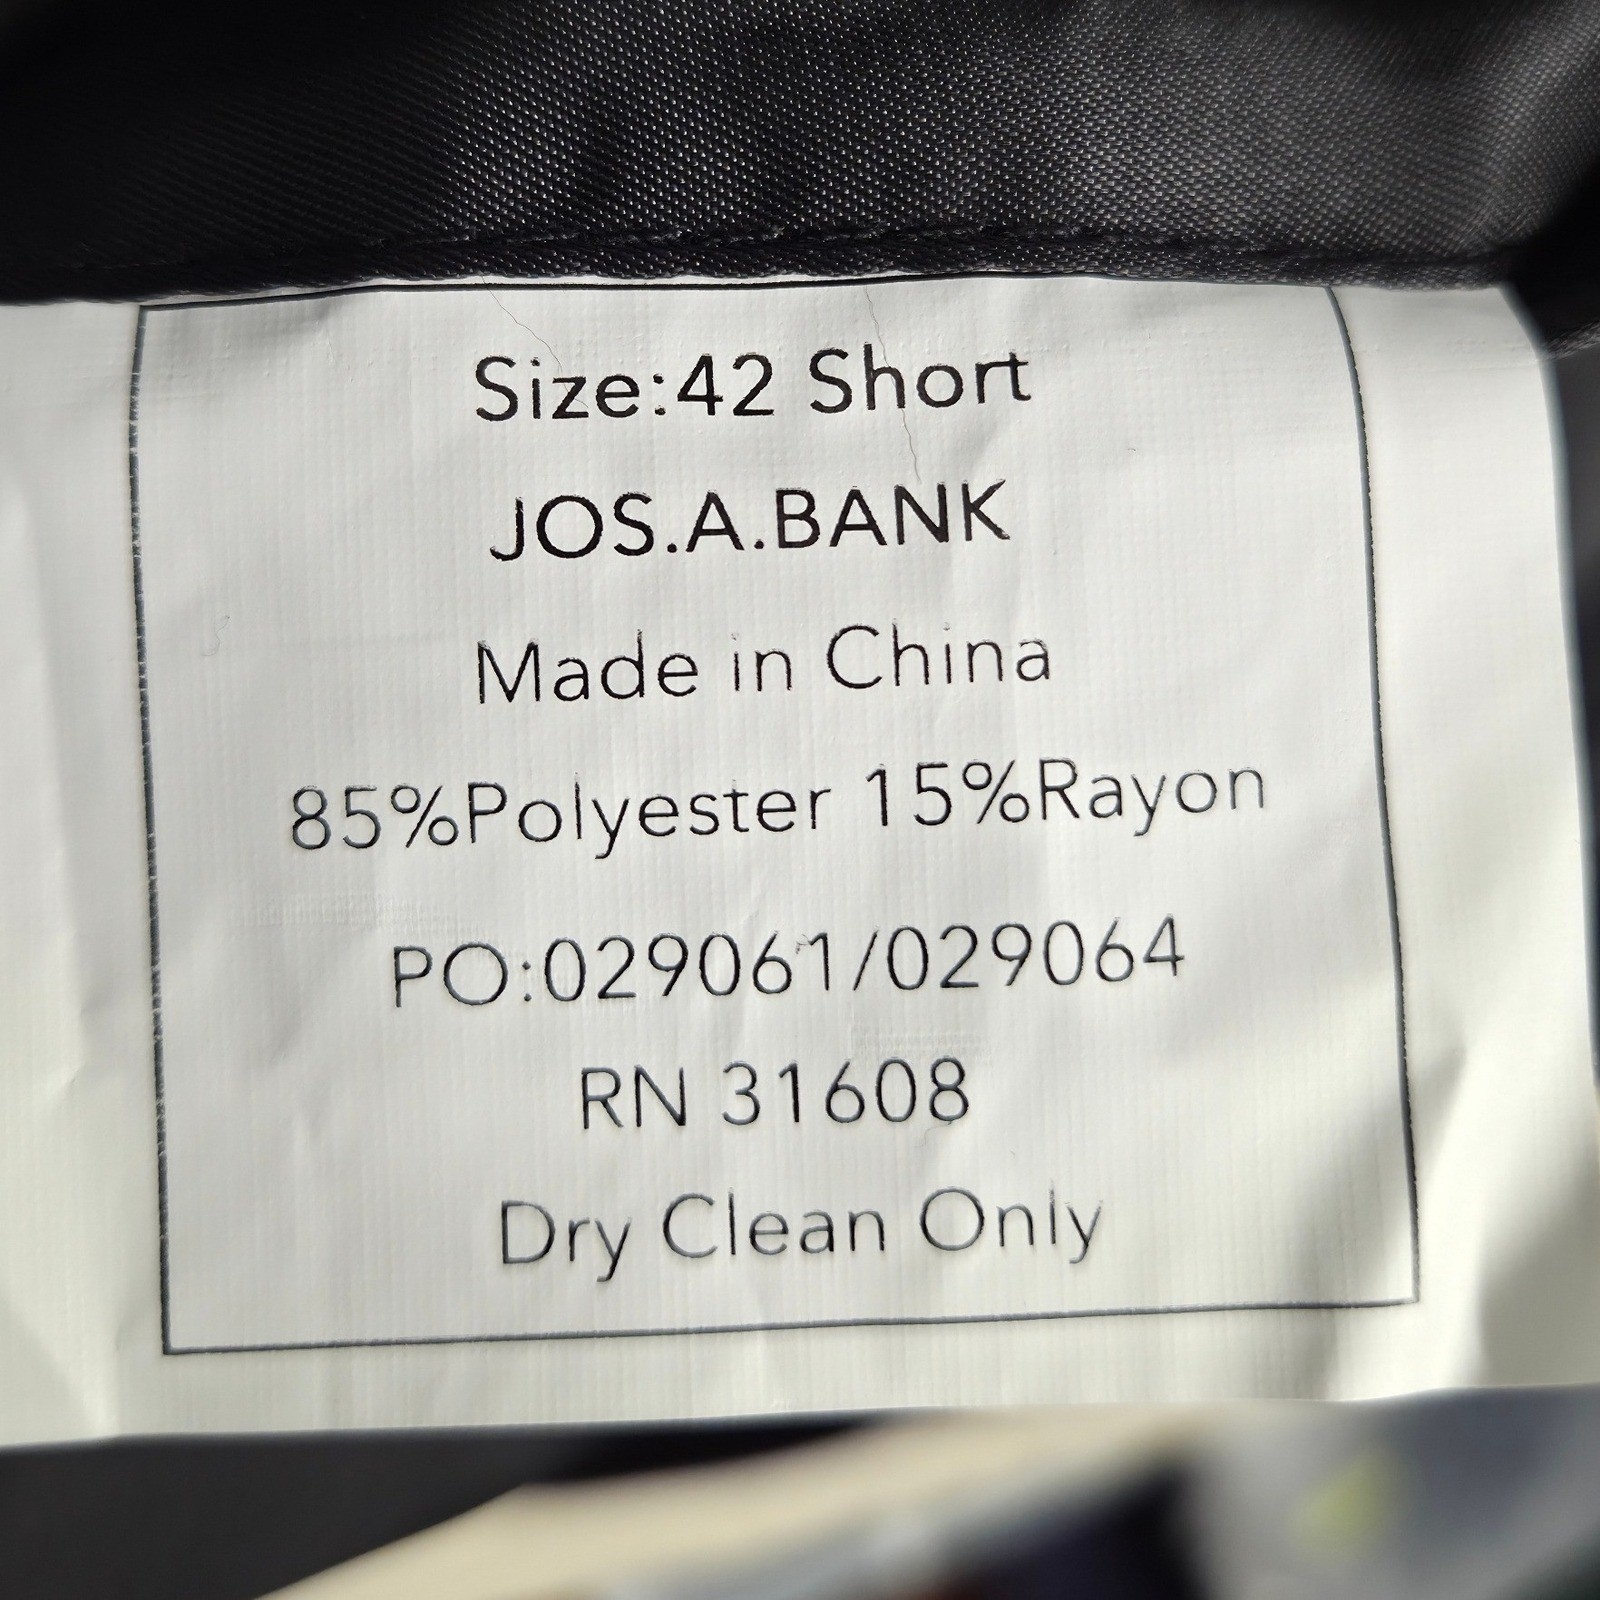 Size:42 Short
JOS.A.BANK
Made in China
85%Polyester 15%Rayon
PO:029061/029064
RN 31608
Dry Clean Only